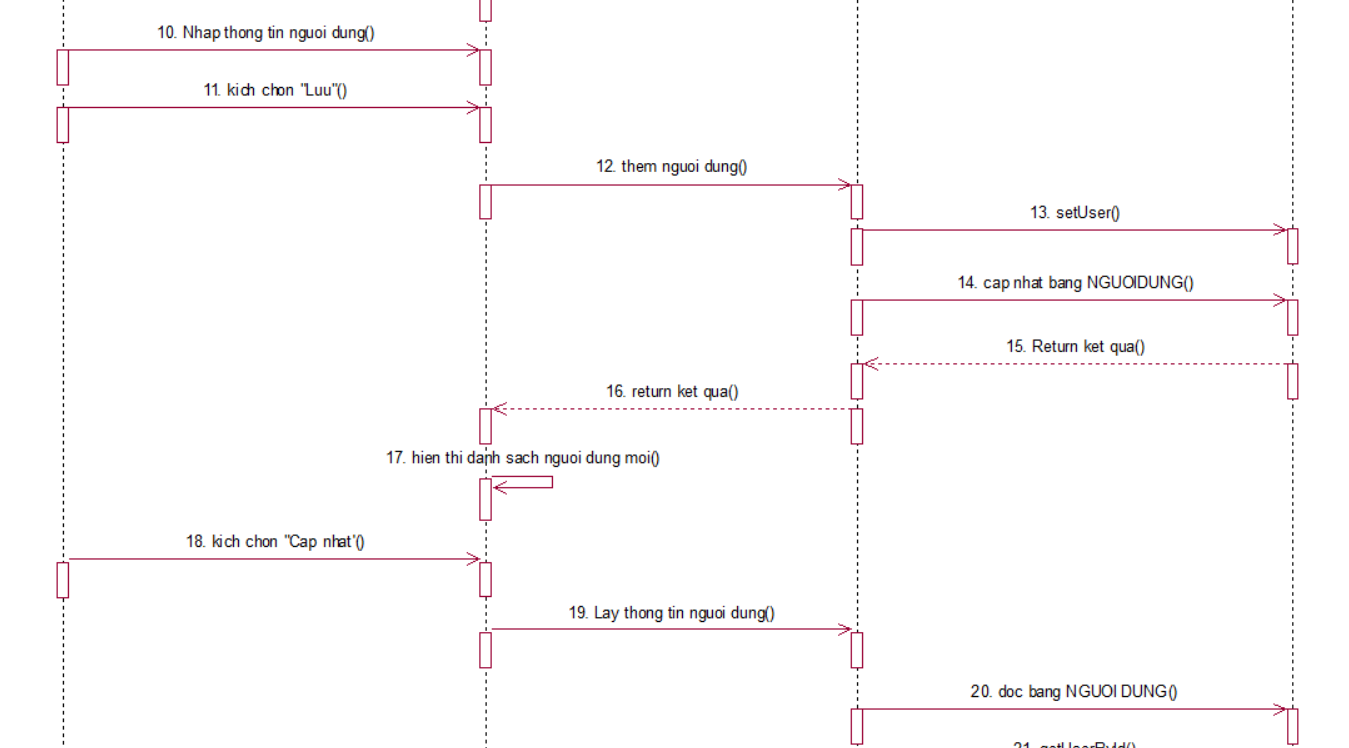 10. Nhap thong tin nguoi dung()
11. kich chon "Luu"()
12. them nguoi dung()
13. setUser()
14. cap nhat bang NGUOIDUNG()
15. Return ket qua()
16. return ket qua()
17. hien thi danh sach nguoi dung moi()
18. kich chon "Cap nhat'()
19. Lay thong tin nguoi dung()
20. doc bang NGUOI DUNG()
21. getUserById()